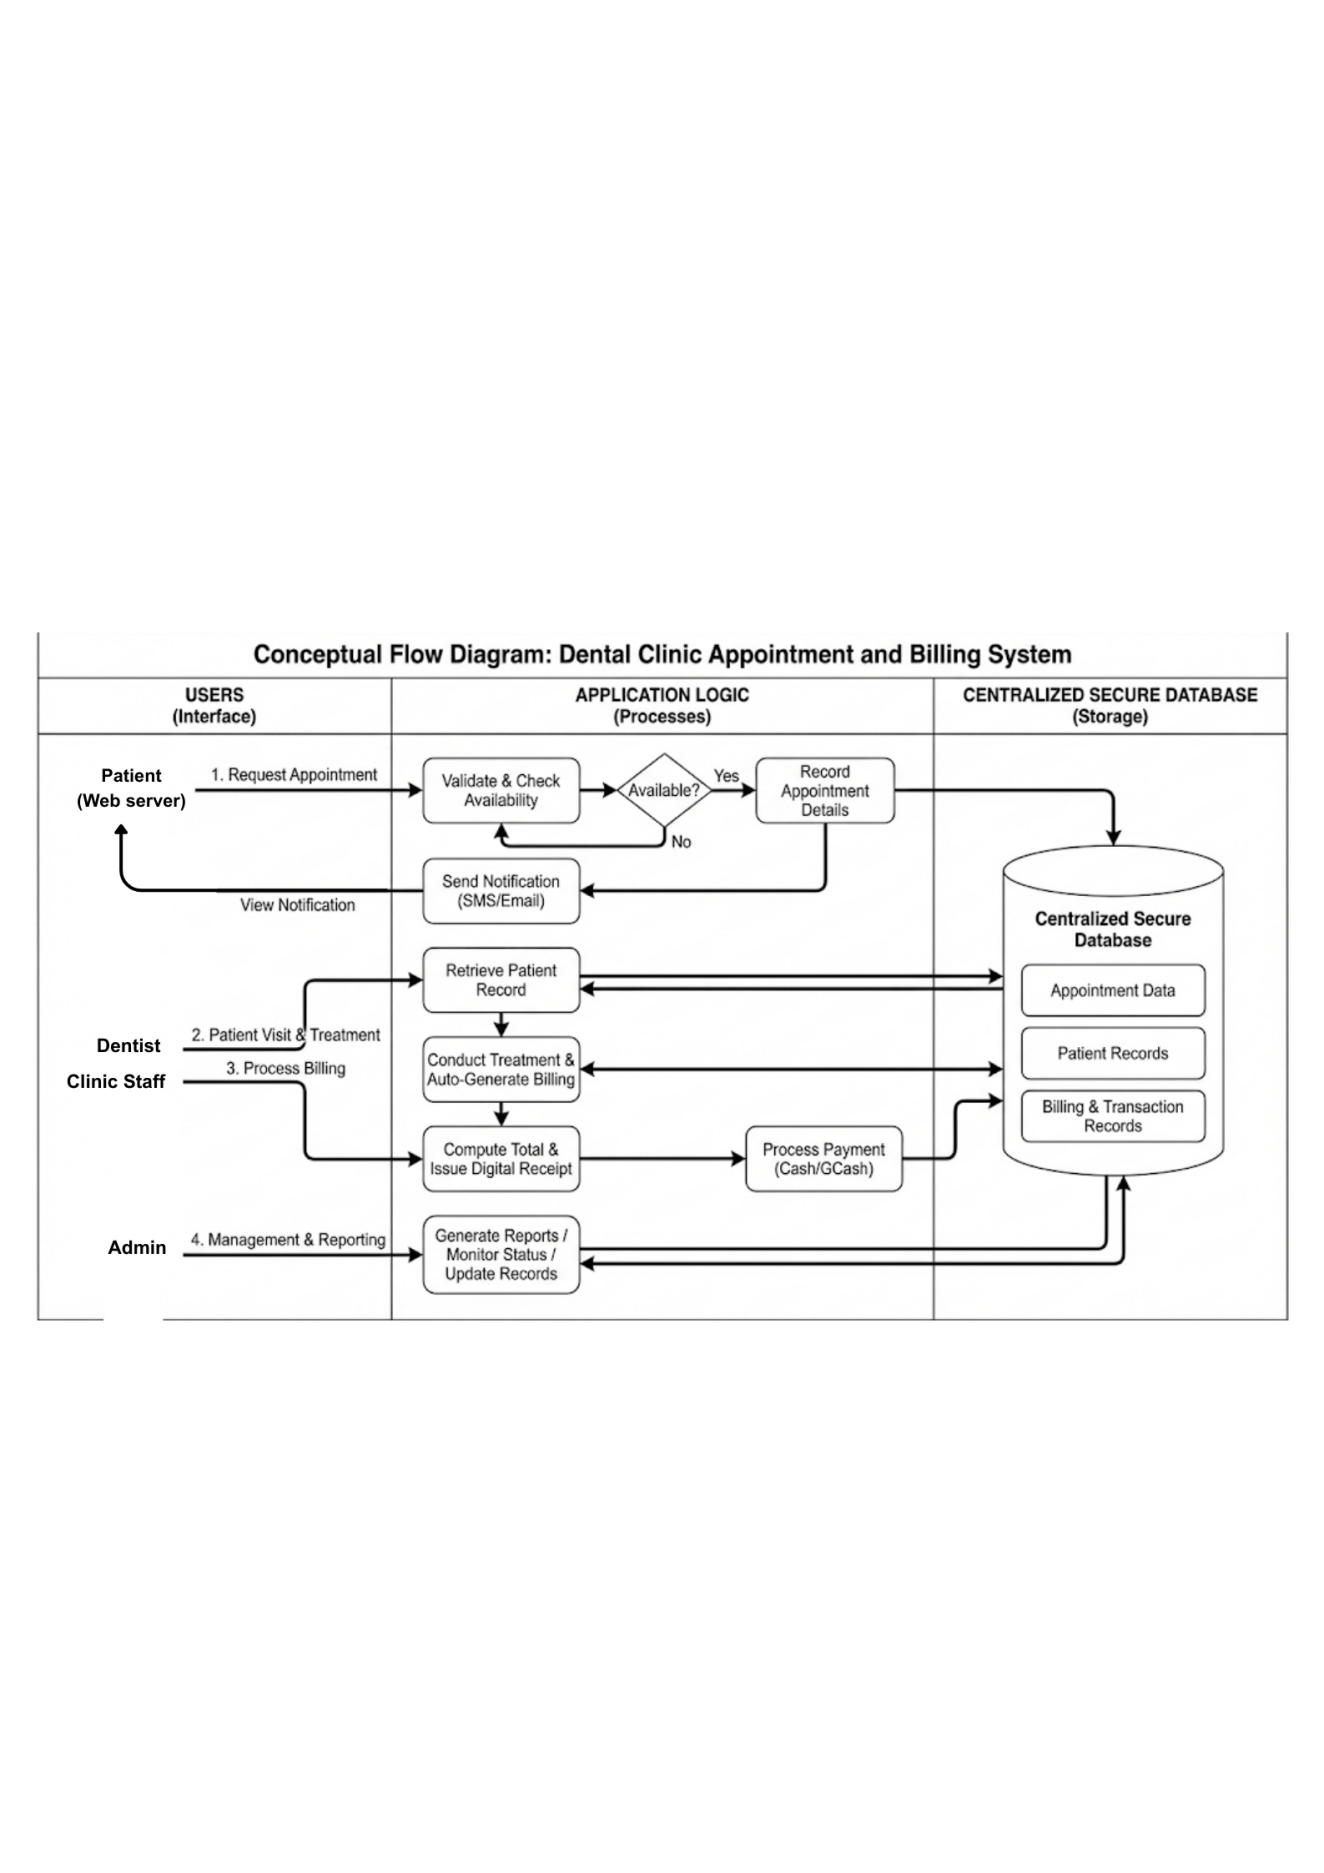 Conceptual Flow Diagram: Dental Clinic Appointment and Billing System
USERS
(Interface)
APPLICATION LOGIC
(Processes)
CENTRALIZED SECURE DATABASE
(Storage)
Patient
(Web server)
1. Request Appointment
Validate & Check
Availability
Available?
Yes
No
Record
Appointment
Details
Send Notification
(SMS/Email)
View Notification
Centralized Secure
Database
Appointment Data
Patient Records
Billing & Transaction
Records
Retrieve Patient
Record
Dentist
2. Patient Visit & Treatment
Clinic Staff
3. Process Billing
Conduct Treatment &
Auto-Generate Billing
Compute Total &
Issue Digital Receipt
Process Payment
(Cash/GCash)
Admin
4. Management & Reporting
Generate Reports /
Monitor Status /
Update Records